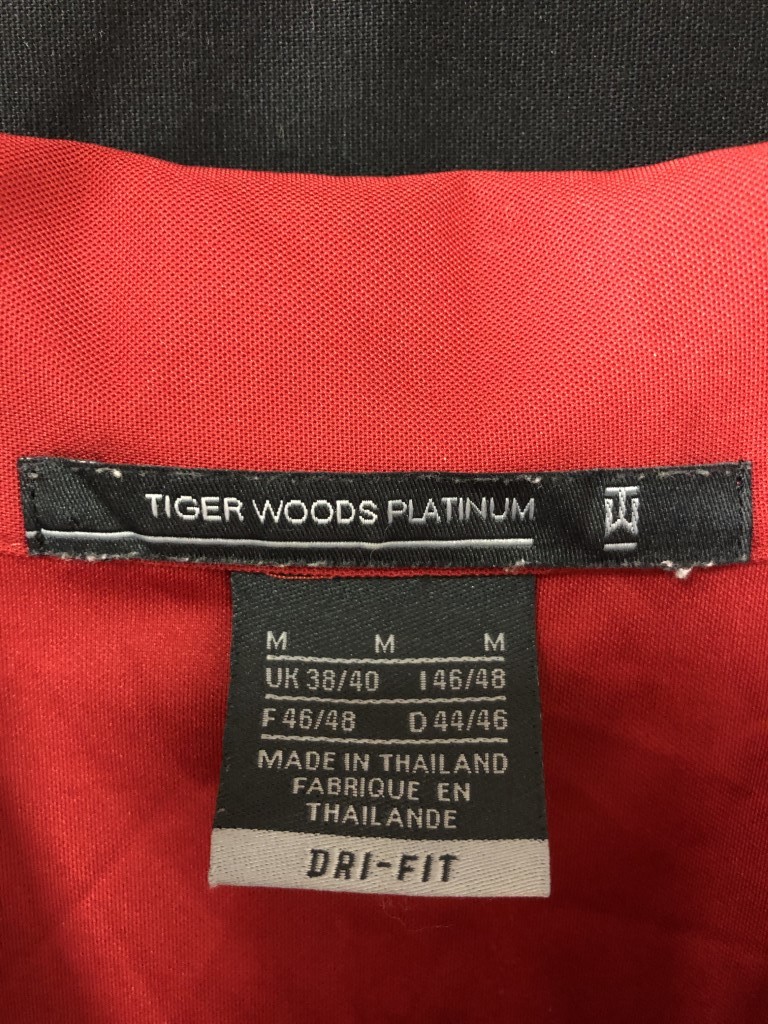 TIGER WOODS PLATINUM TW
M M M
UK 38/40 I 46/48
F 46/48 D 44/46
MADE IN THAILAND
FABRIQUE EN
THAILANDE
DRI-FIT